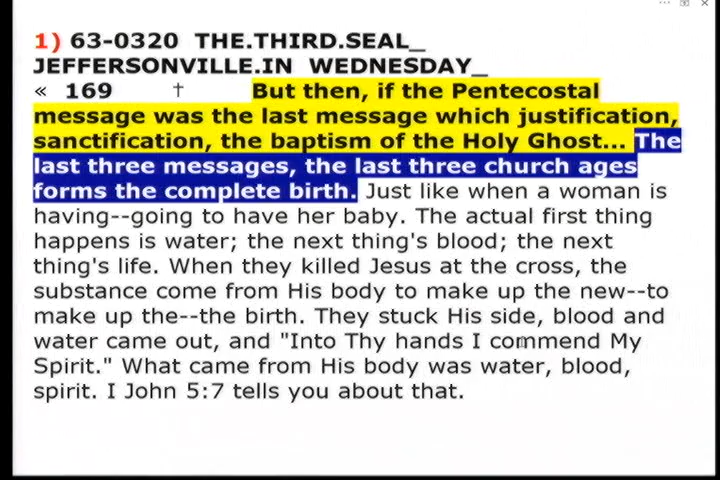 1) 63-0320 THE.THIRD.SEAL_
JEFFERSONVILLE.IN WEDNESDAY_
« 169 † But then, if the Pentecostal
message was the last message which justification,
sanctification, the baptism of the Holy Ghost... The
last three messages, the last three church ages
forms the complete birth. Just like when a woman is
having--going to have her baby. The actual first thing
happens is water; the next thing's blood; the next
thing's life. When they killed Jesus at the cross, the
substance come from His body to make up the new--to
make up the--the birth. They stuck His side, blood and
water came out, and "Into Thy hands I commend My
Spirit." What came from His body was water, blood,
spirit. I John 5:7 tells you about that.